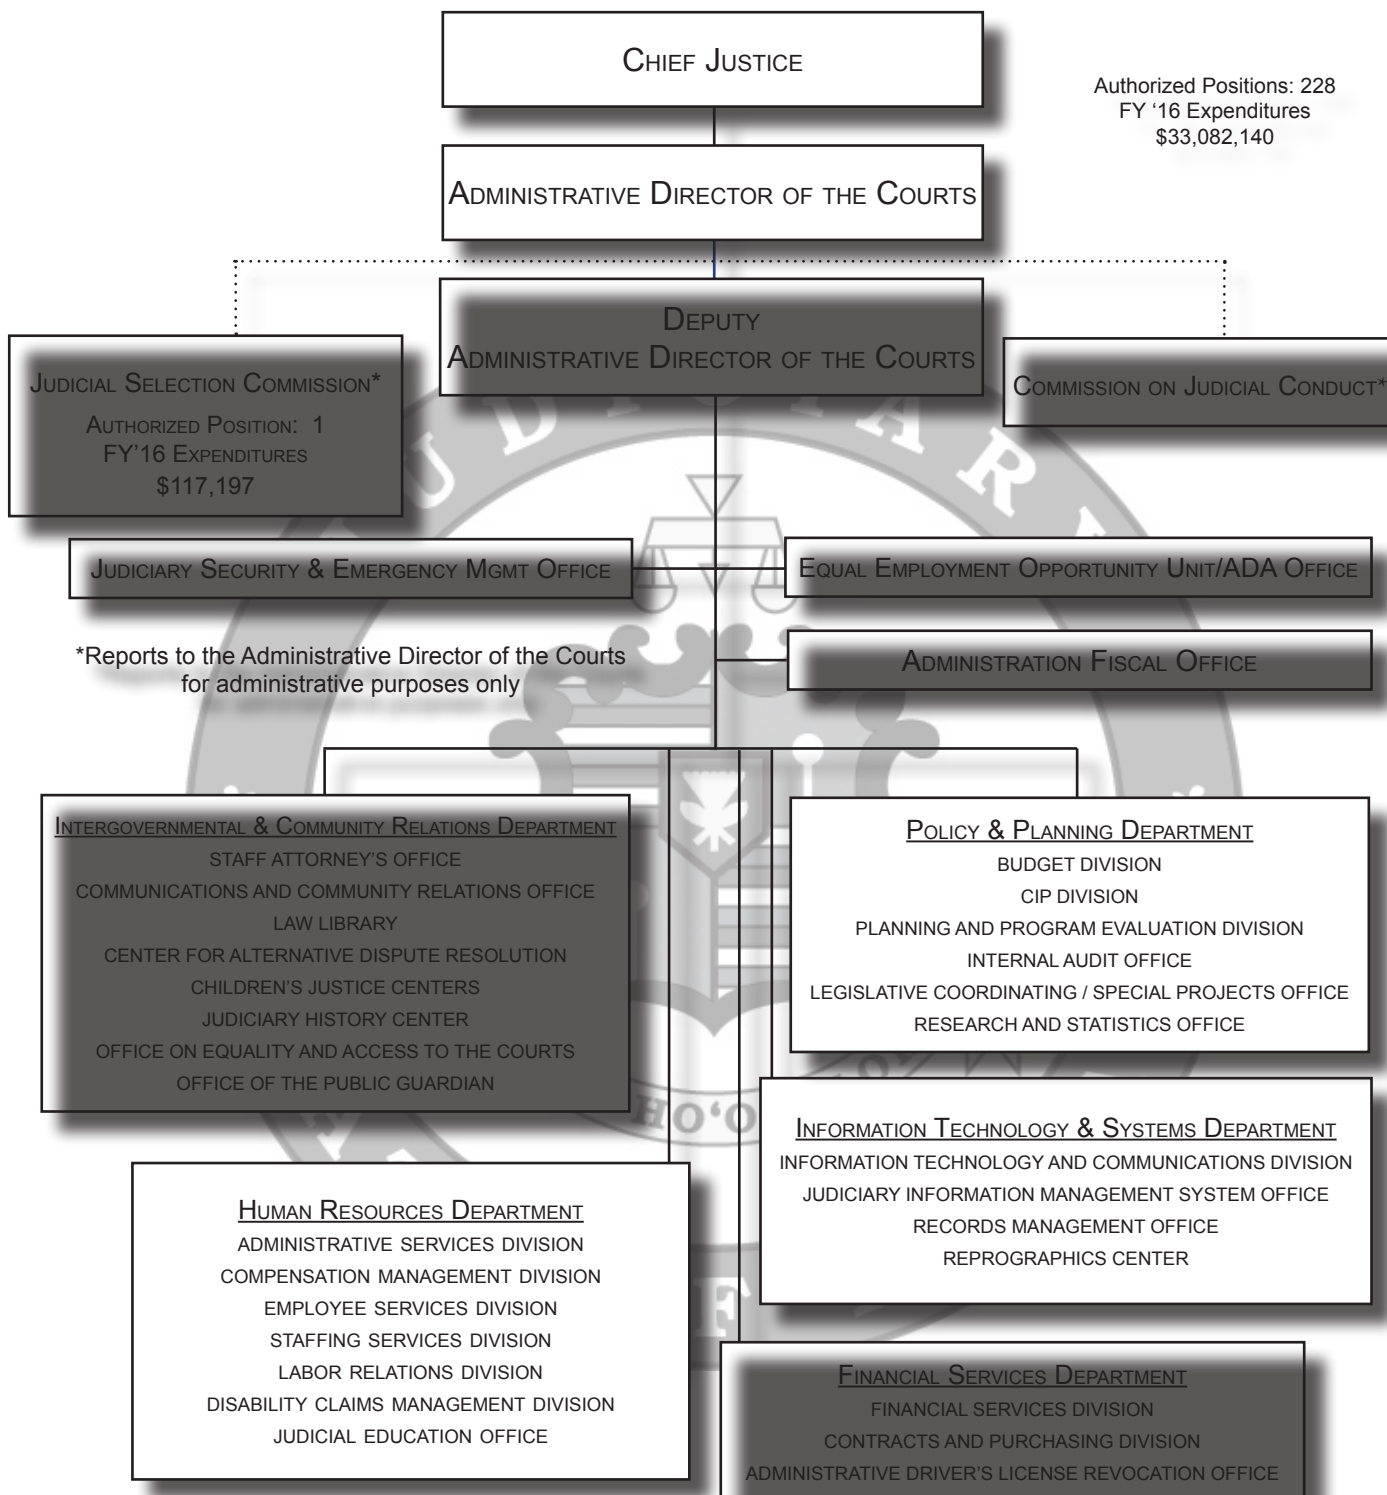 Chief Justice
Authorized Positions: 228
FY ‘16 Expenditures
$33,082,140
Administrative Director of the Courts
Deputy
Administrative Director of the Courts
Judicial Selection Commission*
Authorized Position: 1
FY’16 Expenditures
$117,197
Commission on Judicial Conduct*
Judiciary Security & Emergency Mgmt Office
Equal Employment Opportunity Unit/ADA Office
*Reports to the Administrative Director of the Courts
for administrative purposes only
Administration Fiscal Office
Intergovernmental & Community Relations Department
STAFF ATTORNEY’S OFFICE
COMMUNICATIONS AND COMMUNITY RELATIONS OFFICE
LAW LIBRARY
CENTER FOR ALTERNATIVE DISPUTE RESOLUTION
CHILDREN’S JUSTICE CENTERS
JUDICIARY HISTORY CENTER
OFFICE ON EQUALITY AND ACCESS TO THE COURTS
OFFICE OF THE PUBLIC GUARDIAN
Policy & Planning Department
BUDGET DIVISION
CIP DIVISION
PLANNING AND PROGRAM EVALUATION DIVISION
INTERNAL AUDIT OFFICE
LEGISLATIVE COORDINATING / SPECIAL PROJECTS OFFICE
RESEARCH AND STATISTICS OFFICE
Information Technology & Systems Department
INFORMATION TECHNOLOGY AND COMMUNICATIONS DIVISION
JUDICIARY INFORMATION MANAGEMENT SYSTEM OFFICE
RECORDS MANAGEMENT OFFICE
REPROGRAPHICS CENTER
Human Resources Department
ADMINISTRATIVE SERVICES DIVISION
COMPENSATION MANAGEMENT DIVISION
EMPLOYEE SERVICES DIVISION
STAFFING SERVICES DIVISION
LABOR RELATIONS DIVISION
DISABILITY CLAIMS MANAGEMENT DIVISION
JUDICIAL EDUCATION OFFICE
Financial Services Department
FINANCIAL SERVICES DIVISION
CONTRACTS AND PURCHASING DIVISION
ADMINISTRATIVE DRIVER’S LICENSE REVOCATION OFFICE